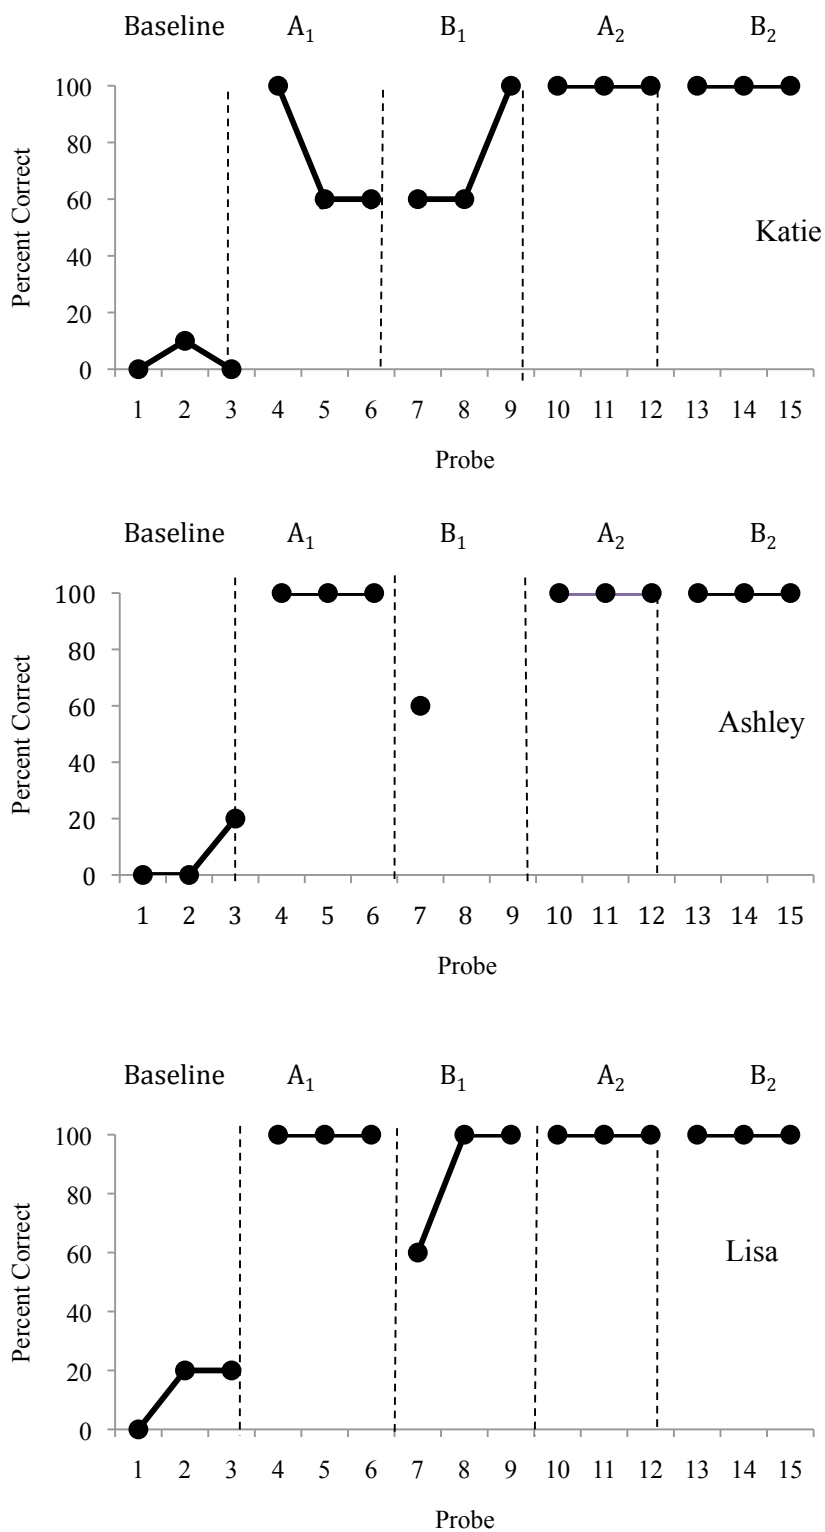 Baseline A₁ B₁ A₂ B₂
100
80
60
40
20
0
Percent Correct
Katie
1 2 3 4 5 6 7 8 9 10 11 12 13 14 15
Probe
Baseline A₁ B₁ A₂ B₂
100
80
60
40
20
0
Percent Correct
Ashley
1 2 3 4 5 6 7 8 9 10 11 12 13 14 15
Probe
Baseline A₁ B₁ A₂ B₂
100
80
60
40
20
0
Percent Correct
Lisa
1 2 3 4 5 6 7 8 9 10 11 12 13 14 15
Probe